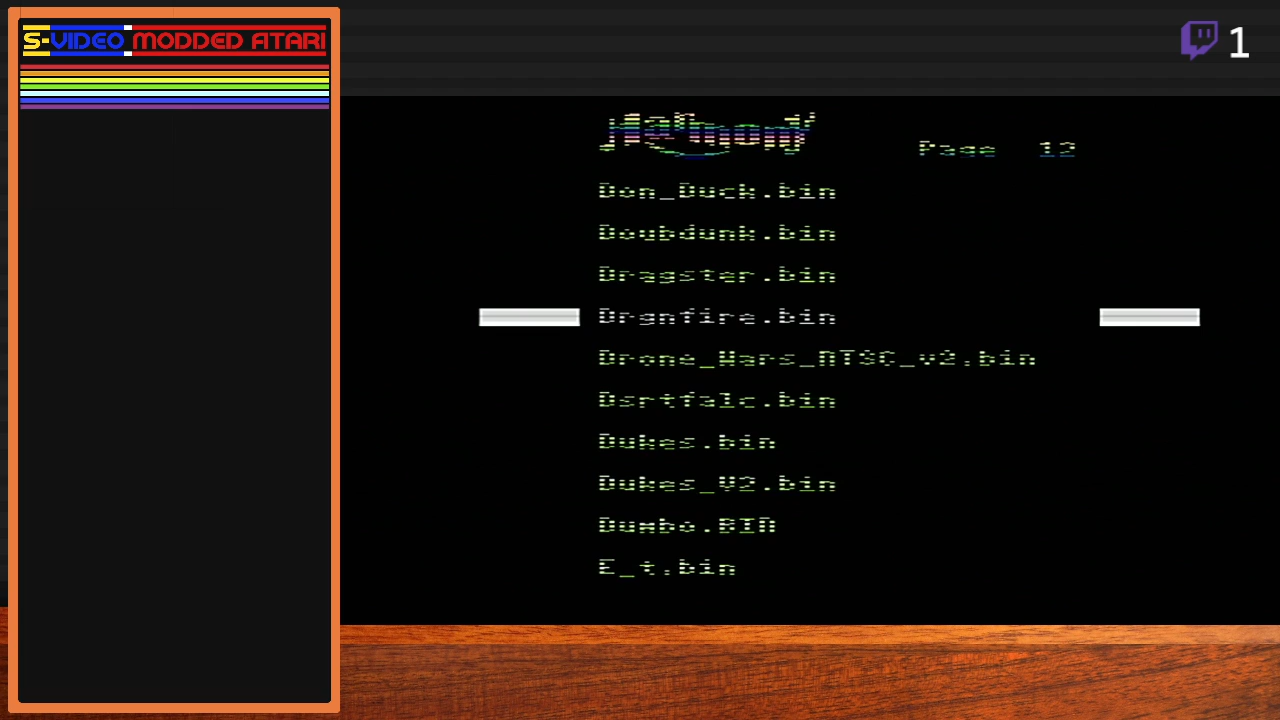 S-VIDEO MODDED ATARI
1
Harmony
Page 12
Don_Duck.bin
Doubdunk.bin
Dragster.bin
Drgnfire.bin
Drone_Wars_NTSC_v2.bin
Dsrtfalc.bin
Dukes.bin
Dukes_V2.bin
Dumbo.BIN
E_t.bin